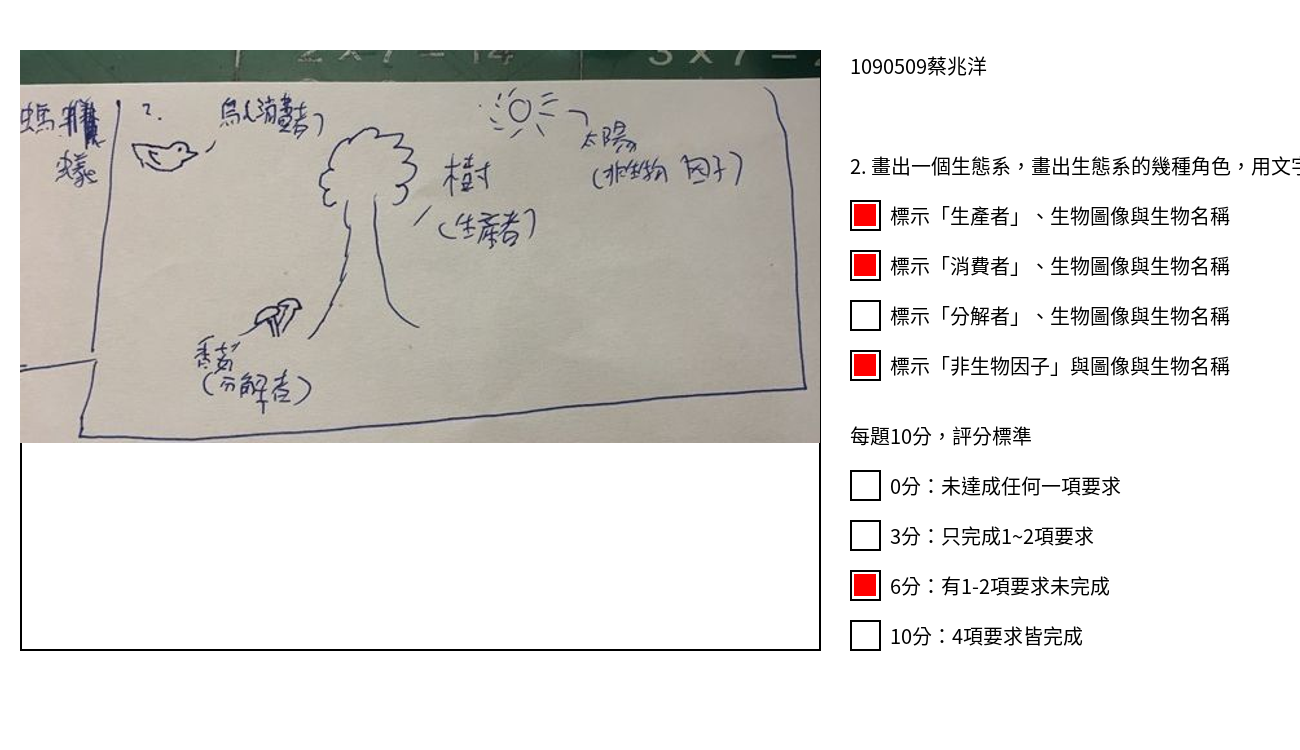 2 x 7 = 14
3 x 7 = 2
螞
蟻
2.
鳥(消費者)
太陽
(非生物 因子)
樹
(生產者)
香菇
(分解者)
1090509蔡兆洋
2. 畫出一個生態系，畫出生態系的幾種角色，用文字
標示「生產者」、生物圖像與生物名稱
標示「消費者」、生物圖像與生物名稱
標示「分解者」、生物圖像與生物名稱
標示「非生物因子」與圖像與生物名稱
每題10分，評分標準
0分：未達成任何一項要求
3分：只完成1~2項要求
6分：有1-2項要求未完成
10分：4項要求皆完成